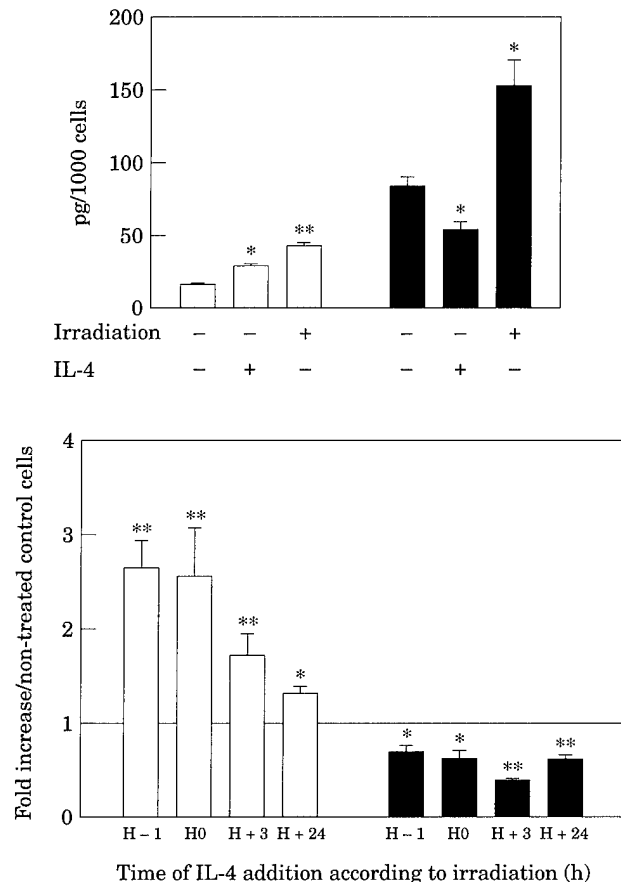 200
150
100
50
0
pg/1000 cells
* ** * *
Irradiation – – + – – +
IL-4 – + – – + –
4
3
2
1
0
Fold increase/non-treated control cells
** ** ** * * * ** **
H – 1 H0 H + 3 H + 24 H – 1 H0 H + 3 H + 24
Time of IL-4 addition according to irradiation (h)